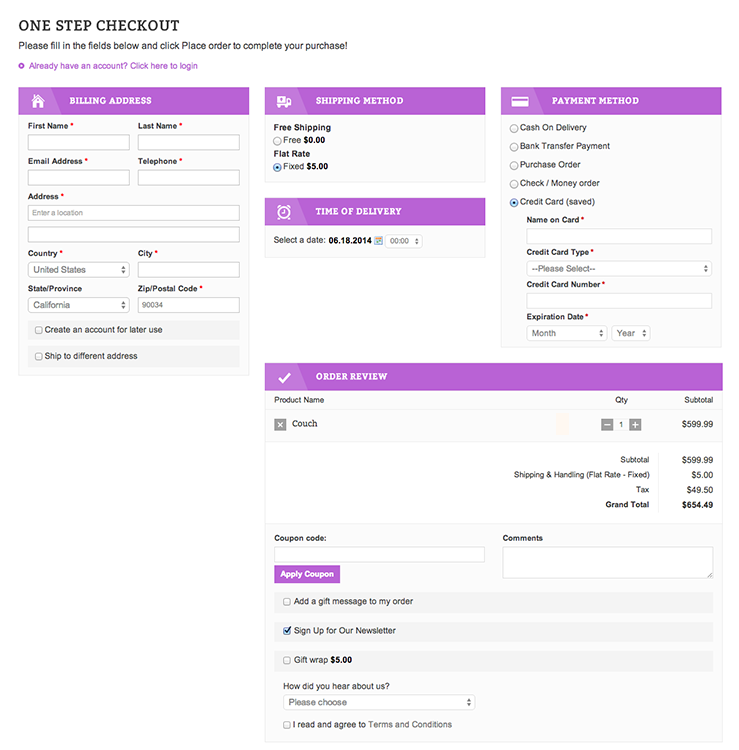 ONE STEP CHECKOUT
Please fill in the fields below and click Place order to complete your purchase!
Already have an account? Click here to login
BILLING ADDRESS
First Name * Last Name *
Email Address * Telephone *
Address *
Enter a location
Country * City *
United States
State/Province Zip/Postal Code *
California 90034
Create an account for later use
Ship to different address
SHIPPING METHOD
Free Shipping
Free $0.00
Flat Rate
Fixed $5.00
TIME OF DELIVERY
Select a date: 06.18.2014 00:00
PAYMENT METHOD
Cash On Delivery
Bank Transfer Payment
Purchase Order
Check / Money order
Credit Card (saved)
Name on Card *
Credit Card Type *
--Please Select--
Credit Card Number *
Expiration Date *
Month Year
ORDER REVIEW
Product Name Qty Subtotal
Couch 1 $599.99
Subtotal $599.99
Shipping & Handling (Flat Rate - Fixed) $5.00
Tax $49.50
Grand Total $654.49
Coupon code: Comments
Apply Coupon
Add a gift message to my order
Sign Up for Our Newsletter
Gift wrap $5.00
How did you hear about us?
Please choose
I read and agree to Terms and Conditions